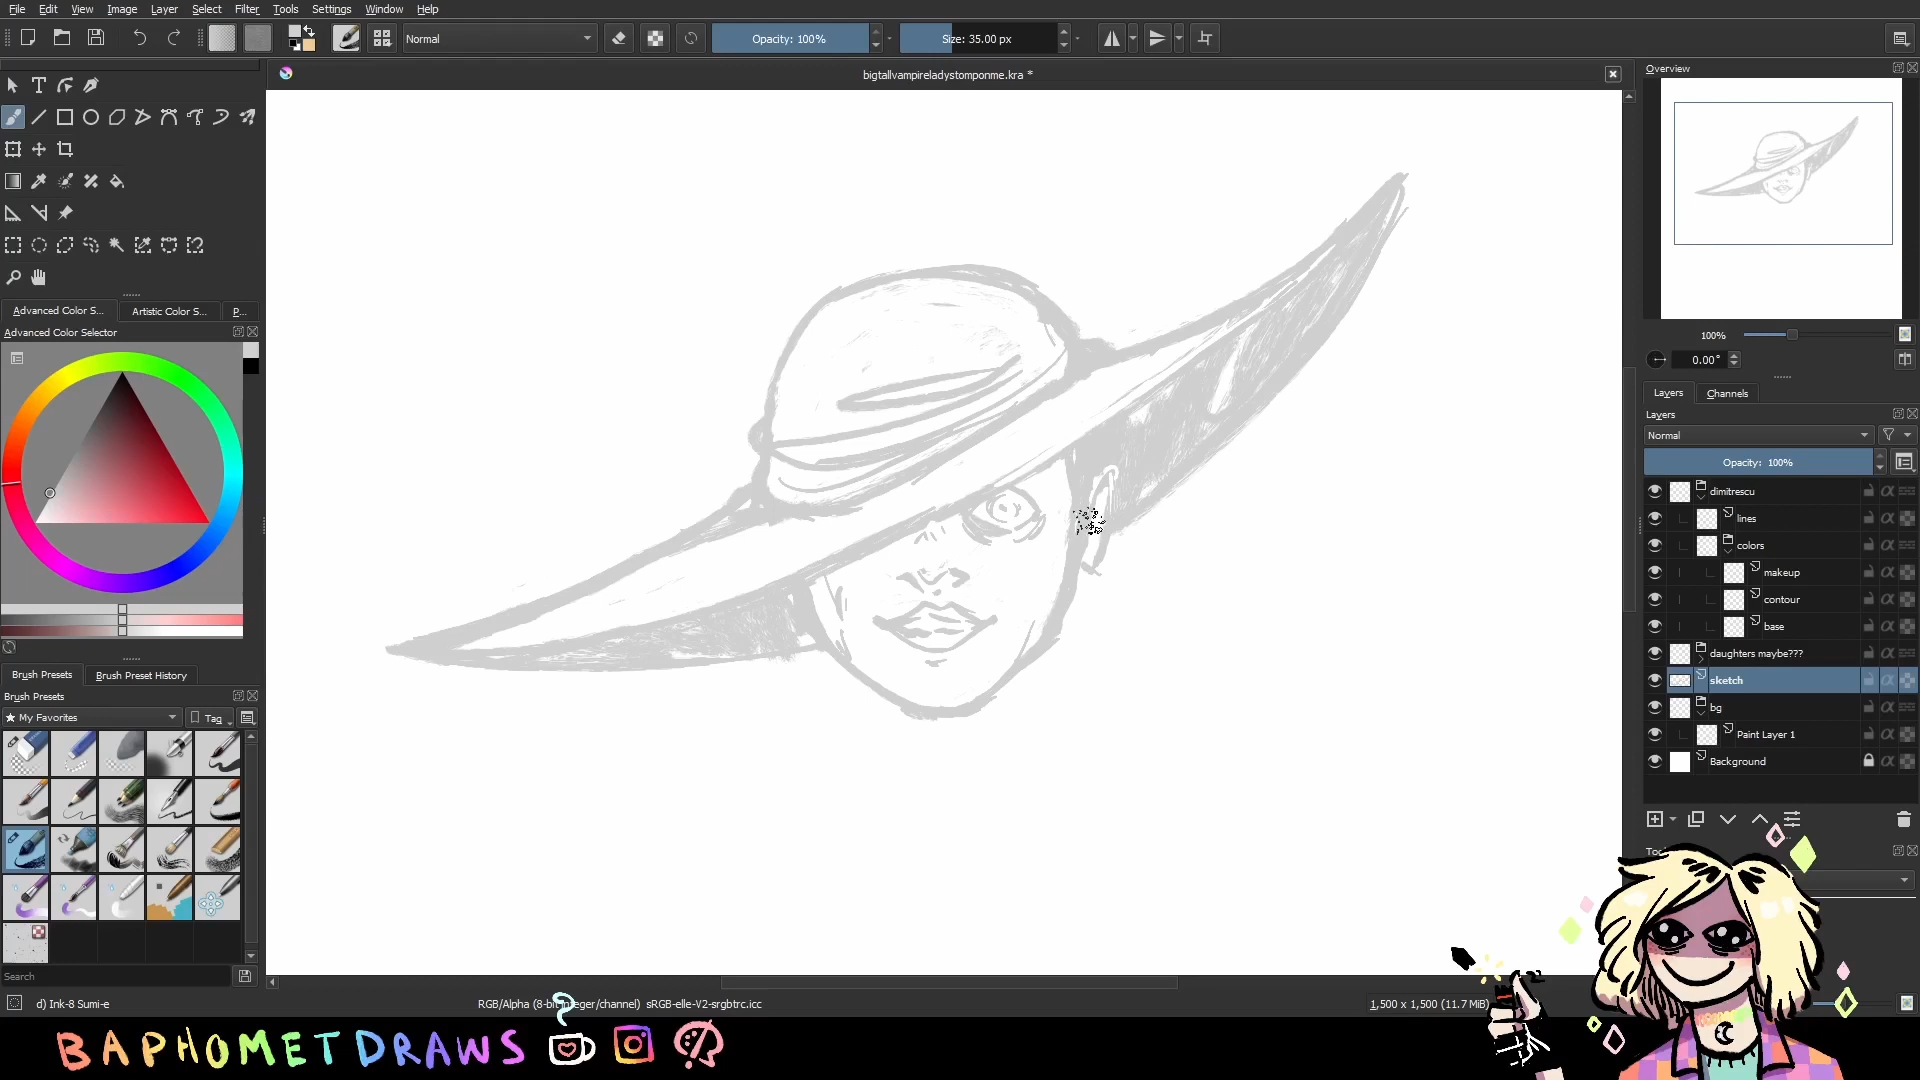 File Edit View Image Layer Select Filter Tools Settings Window Help
Normal
Opacity: 100%
Size: 35.00 px
bigtallvampireladystomponme.kra *
Overview
100%
0.00°
Advanced Color S...
Artistic Color S...
P...
Advanced Color Selector
Layers
Channels
Layers
Normal
Opacity: 100%
dimitrescu
lines
colors
makeup
contour
base
daughters maybe???
sketch
bg
Paint Layer 1
Background
Brush Presets
Brush Preset History
Brush Presets
My Favorites
Tag
Search
d) Ink-8 Sumi-e
RGB/Alpha (8-bit integer/channel) sRGB-elle-V2-srgbtrc.icc
1,500 x 1,500 (11.7 MiB)
BAPHOMETDRAWS